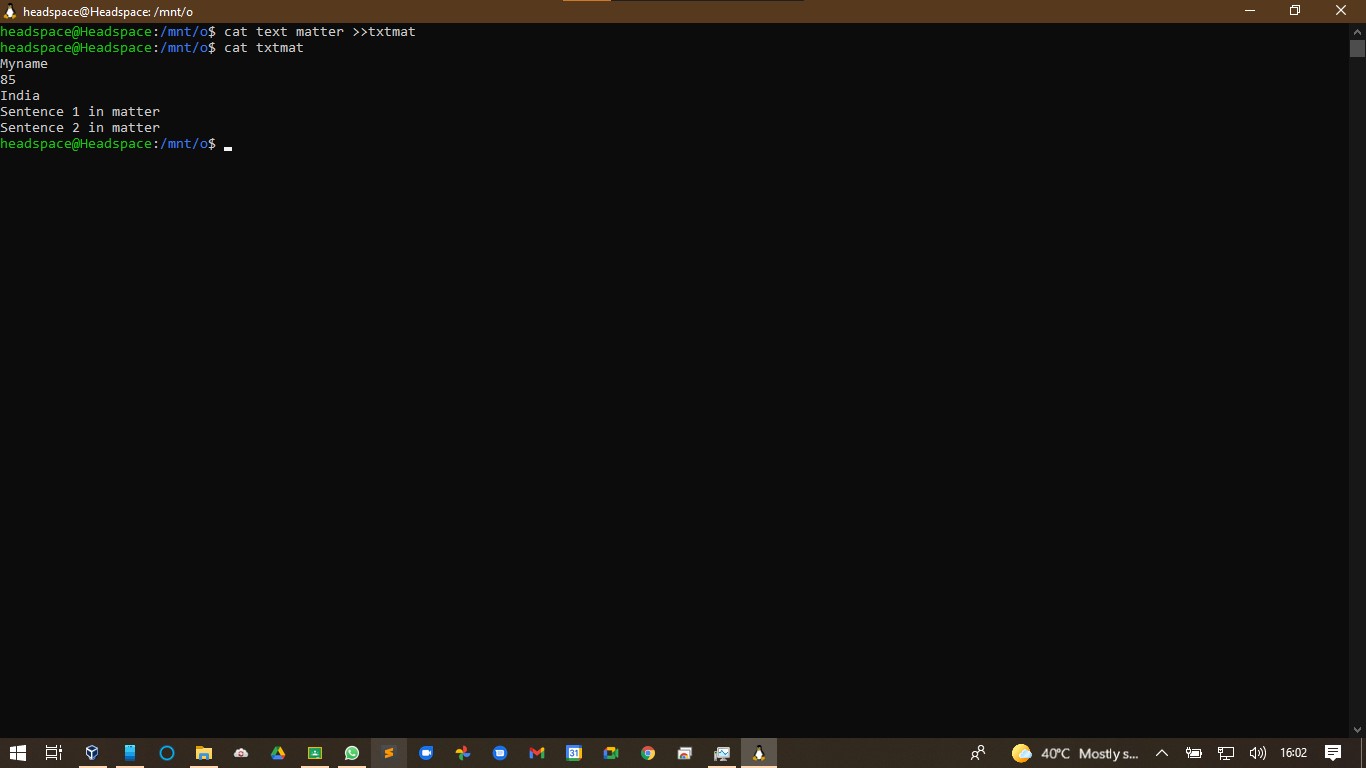 headspace@Headspace: /mnt/o
headspace@Headspace:/mnt/o$ cat text matter >>txtmat
headspace@Headspace:/mnt/o$ cat txtmat
Myname
85
India
Sentence 1 in matter
Sentence 2 in matter
headspace@Headspace:/mnt/o$
31
40°C Mostly s...
16:02